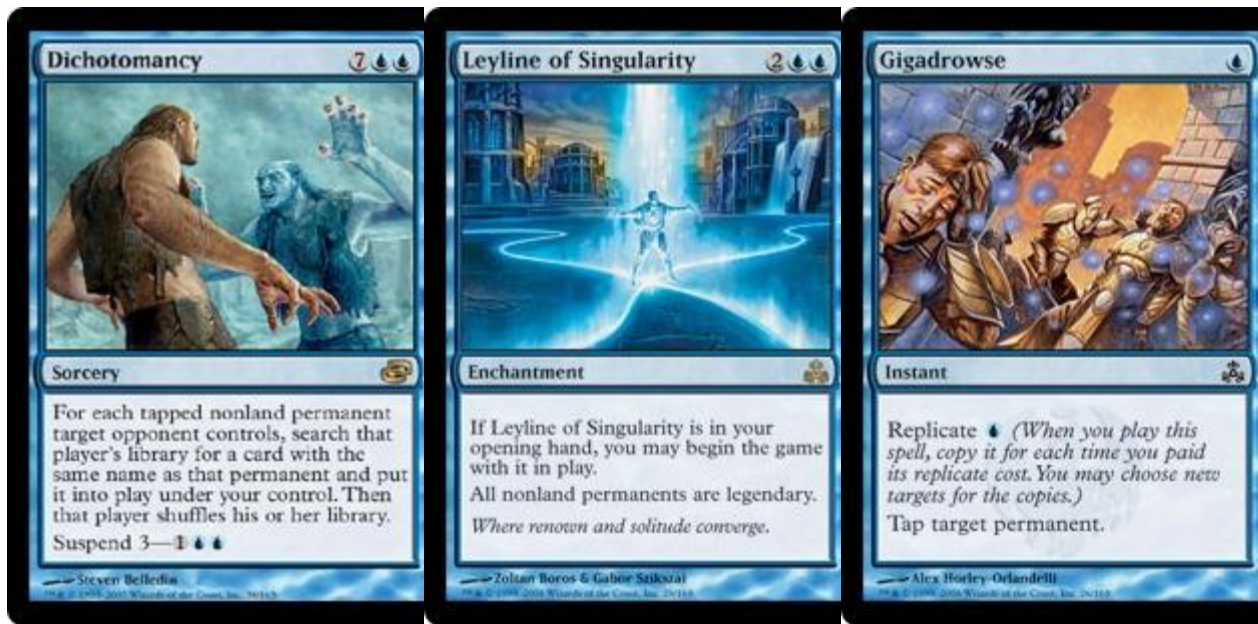 Dichotomancy 7
Sorcery
For each tapped nonland permanent
target opponent controls, search that
player's library for a card with the
same name as that permanent and put
it into play under your control. Then
that player shuffles his or her library.
Suspend 3—1
Steven Belledin
Leyline of Singularity 2
Enchantment
If Leyline of Singularity is in your
opening hand, you may begin the game
with it in play.
All nonland permanents are legendary.
Where renown and solitude converge.
Zoltan Boros & Gabor Szikszai
Gigadrowse
Instant
Replicate (When you play this
spell, copy it for each time you paid
its replicate cost. You may choose new
targets for the copies.)
Tap target permanent.
Alex Horley-Orlandelli